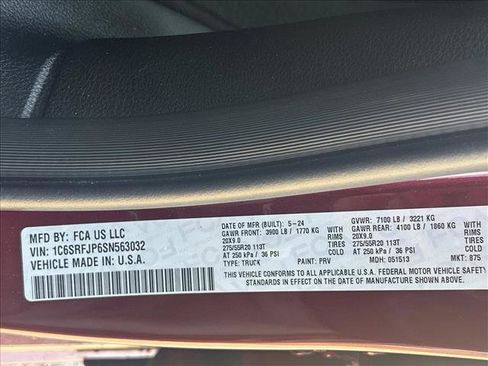 MFD BY: FCA US LLC
VIN: 1C6SRFJP6SN563032
VEHICLE MADE IN: U.S.A.
DATE OF MFR (BUILT): 5-24 GVWR: 7100 LB / 3221 KG
GAWR FRONT: 3900 LB / 1770 KG WITH GAWR REAR: 4100 LB / 1860 KG WITH
20X9.0 RIMS 20X9.0 RIMS
275/55R20 113T TIRES 275/55R20 113T TIRES
AT 250 kPa / 36 PSI COLD AT 250 kPa / 36 PSI COLD
TYPE: TRUCK PAINT: PRV MDH: 051513 MKT: 875
THIS VEHICLE CONFORMS TO ALL APPLICABLE U.S.A. FEDERAL MOTOR VEHICLE SAFETY
IN EFFECT ON THE DATE OF MANUFACTURE SHOWN ABOVE.